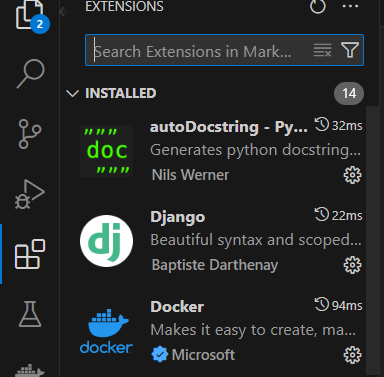 EXTENSIONS
2
Search Extensions in Mark...
INSTALLED
14
autoDocstring - Py...
32ms
Generates python docstring...
Nils Werner
""" doc """
Django
22ms
Beautiful syntax and scoped...
Baptiste Darthenay
dj
Docker
94ms
Makes it easy to create, ma...
Microsoft
docker